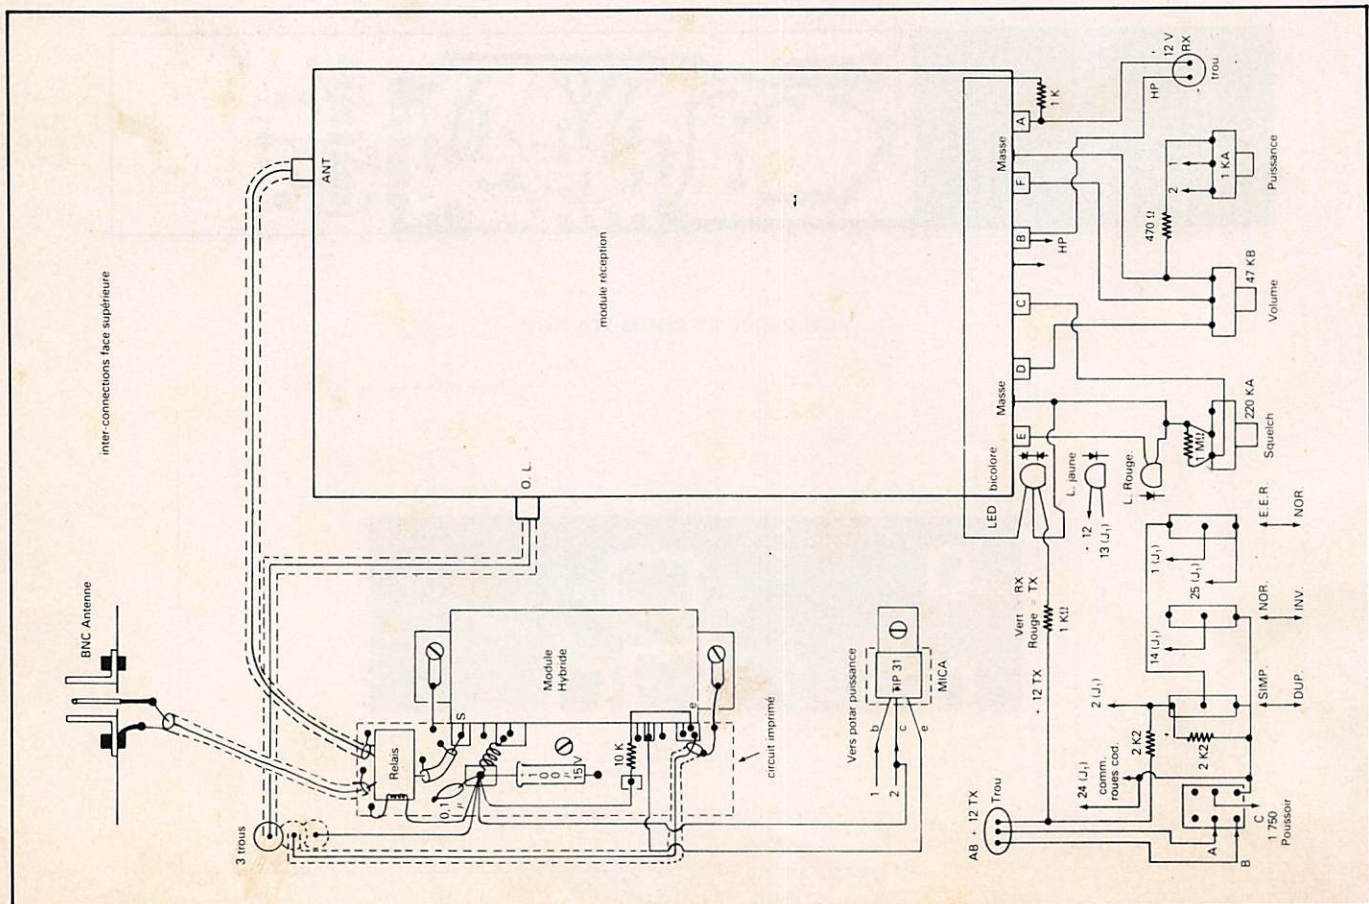 inter-connections face supérieure
BNC Antenne
3 trous
Relais
S
0,1 µ
100 µ
15 V
10 K
e
Module
Hybride
circuit imprimé
ANT
O. L.
module réception
Vers potar puissance
1
2
b
c
e
TIP 31
MICA
Masse
E
D
C
B
F
A
Masse
HP
1 K
HP
+ 12 V
RX
trou
LED
bicolore
Vert = RX
Rouge = TX
1 KΩ
+ 12 TX
L. jaune
+ 12
13 (J1)
L. Rouge.
1 MΩ
220 KA
Squelch
47 KB
Volume
470 Ω
2
1
1 KA
Puissance
AB + 12 TX
Trou
24 (J1)
comm.
roues cod.
2 K2
2 K2
2 (J1)
14 (J1)
1 (J1)
25 (J1)
SIMP.
DUP.
NOR.
INV.
E.E.R.
NOR.
A
B
C
1 750
Poussoir